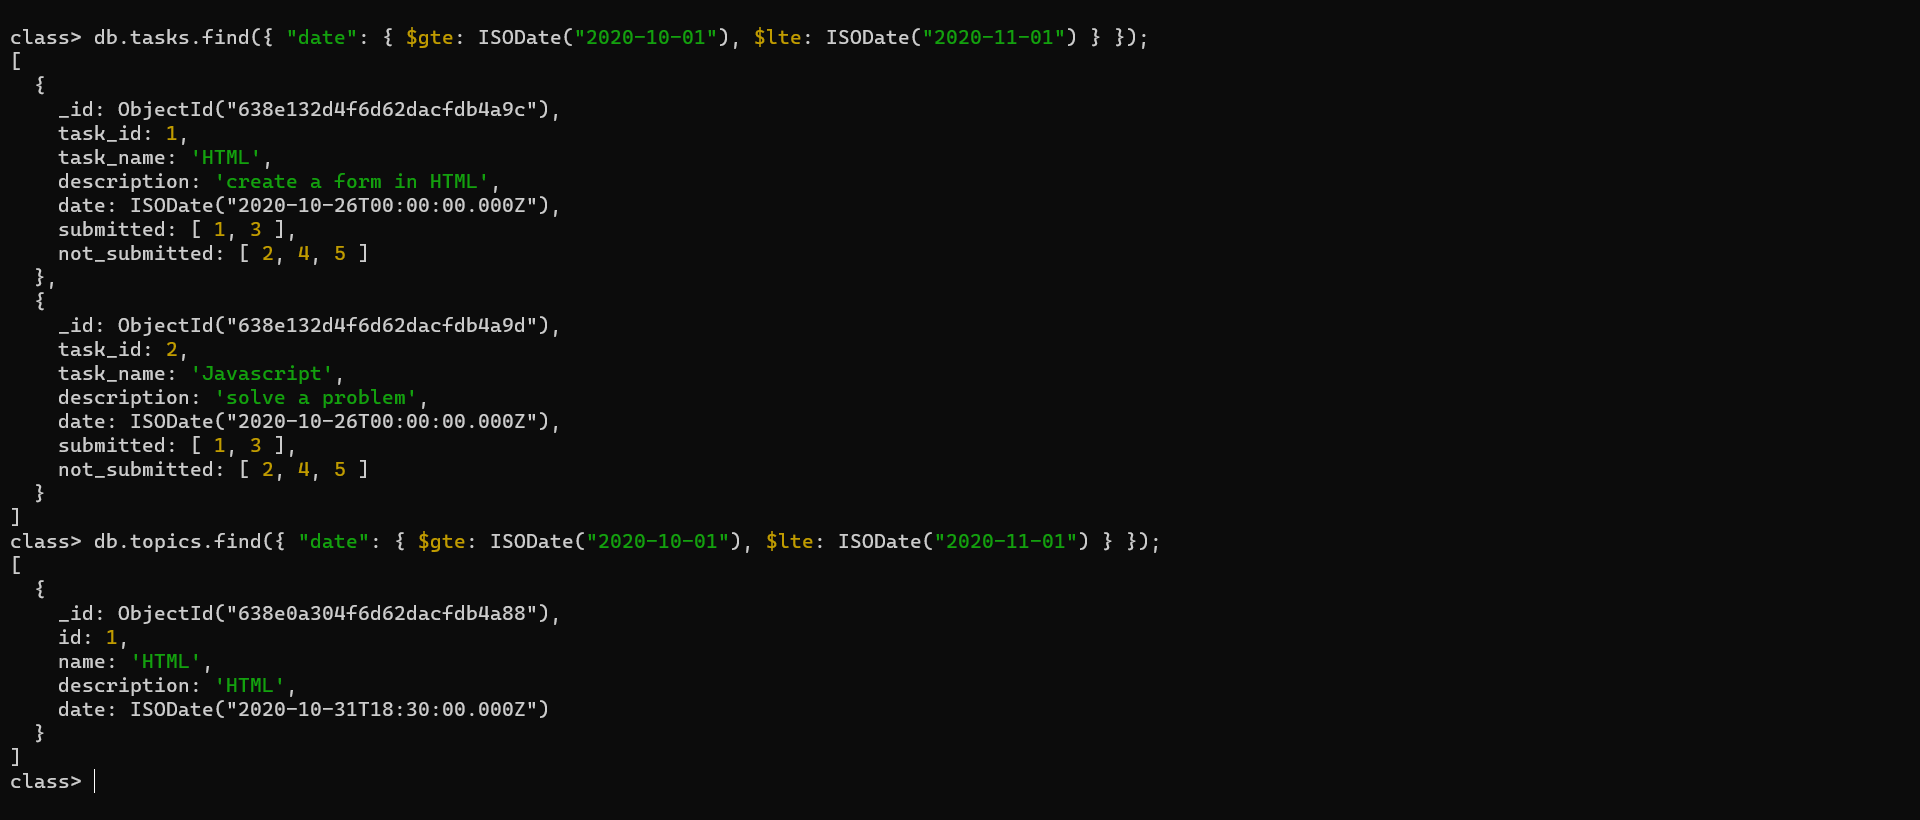 class> db.tasks.find({ "date": { $gte: ISODate("2020-10-01"), $lte: ISODate("2020-11-01") } });
[
  {
    _id: ObjectId("638e132d4f6d62dacfdb4a9c"),
    task_id: 1,
    task_name: 'HTML',
    description: 'create a form in HTML',
    date: ISODate("2020-10-26T00:00:00.000Z"),
    submitted: [ 1, 3 ],
    not_submitted: [ 2, 4, 5 ]
  },
  {
    _id: ObjectId("638e132d4f6d62dacfdb4a9d"),
    task_id: 2,
    task_name: 'Javascript',
    description: 'solve a problem',
    date: ISODate("2020-10-26T00:00:00.000Z"),
    submitted: [ 1, 3 ],
    not_submitted: [ 2, 4, 5 ]
  }
]
class> db.topics.find({ "date": { $gte: ISODate("2020-10-01"), $lte: ISODate("2020-11-01") } });
[
  {
    _id: ObjectId("638e0a304f6d62dacfdb4a88"),
    id: 1,
    name: 'HTML',
    description: 'HTML',
    date: ISODate("2020-10-31T18:30:00.000Z")
  }
]
class>